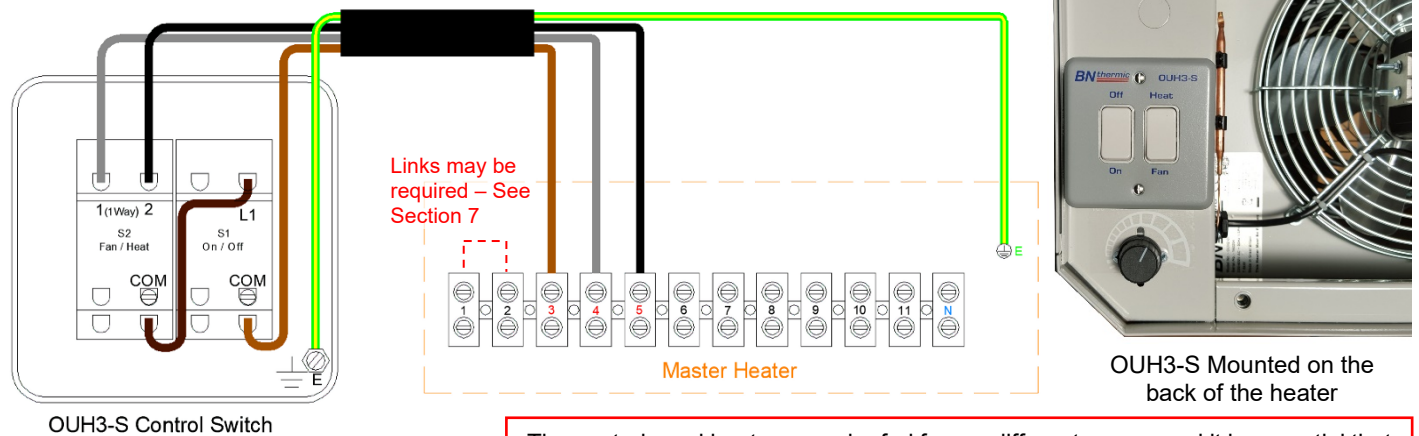 1(1Way) 2
L1
S2
Fan / Heat
S1
On / Off
COM
COM
E
OUH3-S Control Switch
Links may be
required – See
Section 7
1
2
3
4
5
6
7
8
9
10
11
N
E
Master Heater
BN thermic OUH3-S
Off Heat
On Fan
OUH3-S Mounted on the
back of the heater